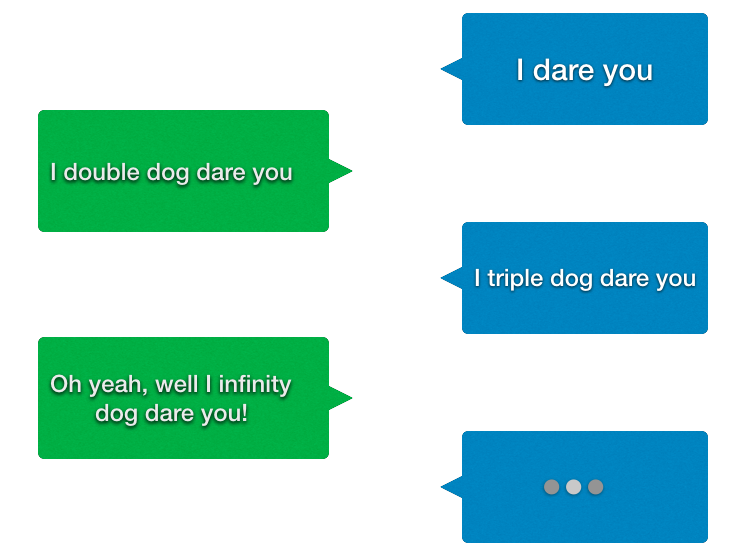 I dare you
I double dog dare you
I triple dog dare you
Oh yeah, well I infinity
dog dare you!